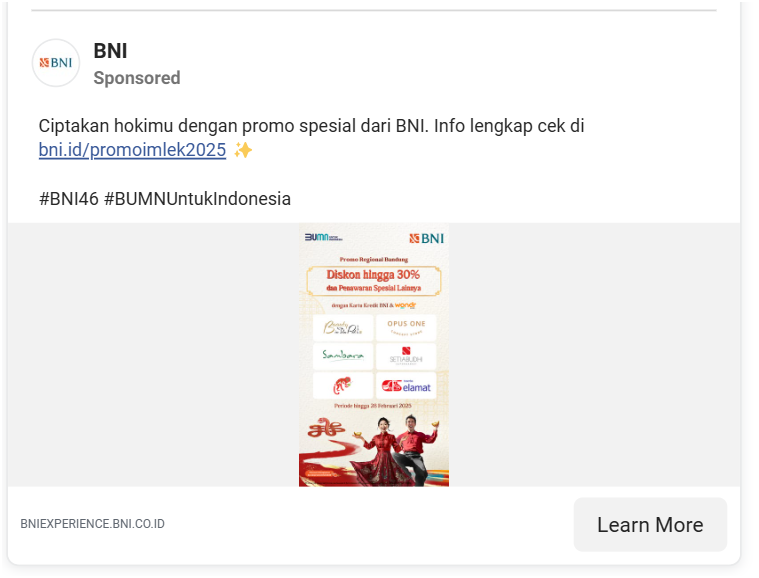 BNI
BNI
Sponsored
Ciptakan hokimu dengan promo spesial dari BNI. Info lengkap cek di
bni.id/promoimlek2025 ✨
#BNI46 #BUMNUntukIndonesia
BUMN
BNI
Promo Regional Bandung
Diskon hingga 30%
dan Penawaran Spesial Lainnya
dengan Kartu Kredit BNI & wondr
OPUS ONE
Sambara
SETIABUDHI
Selamat
Periode hingga 28 Februari 2025
BNIEXPERIENCE.BNI.CO.ID
Learn More